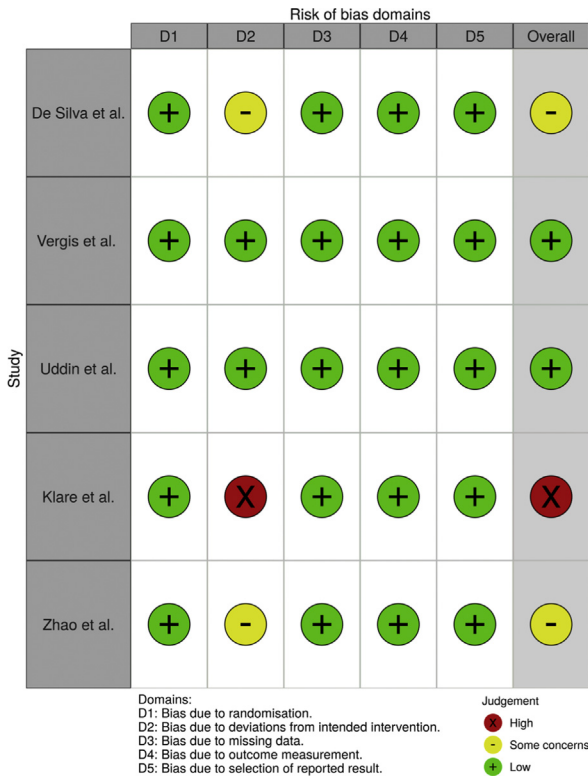 Risk of bias domains
D1 D2 D3 D4 D5 Overall
Study
De Silva et al. + - + + + -
Vergis et al. + + + + + +
Uddin et al. + + + + + +
Klare et al. + X + + + X
Zhao et al. + - + + + -
Domains:
D1: Bias due to randomisation.
D2: Bias due to deviations from intended intervention.
D3: Bias due to missing data.
D4: Bias due to outcome measurement.
D5: Bias due to selection of reported result.
Judgement
X High
- Some concerns
+ Low